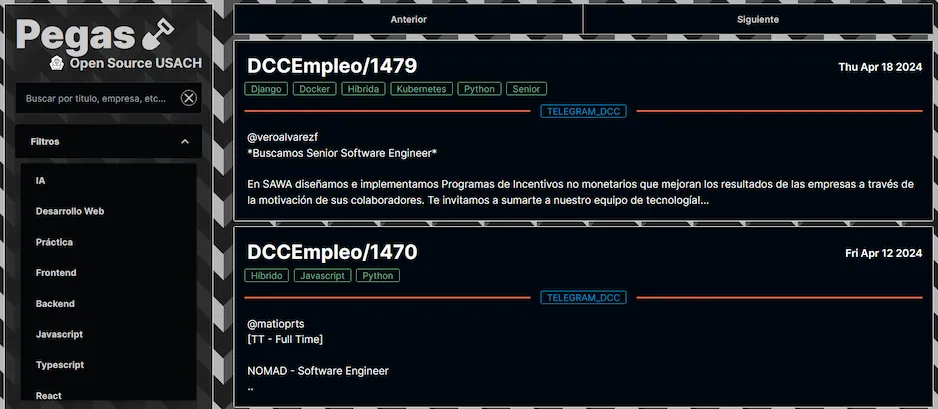 Pegas
Open Source USACH
Buscar por titulo, empresa, etc...
Filtros
IA
Desarrollo Web
Práctica
Frontend
Backend
Javascript
Typescript
React
Anterior
Siguiente
DCCEmpleo/1479
Thu Apr 18 2024
Django Docker Híbrida Kubernetes Python Senior
TELEGRAM_DCC
@veroalvarezf
*Buscamos Senior Software Engineer*
En SAWA diseñamos e implementamos Programas de Incentivos no monetarios que mejoran los resultados de las empresas a través de
la motivación de sus colaboradores. Te invitamos a sumarte a nuestro equipo de tecnología!...
DCCEmpleo/1470
Fri Apr 12 2024
Híbrido Javascript Python
TELEGRAM_DCC
@matioprts
[TT - Full Time]
NOMAD - Software Engineer
..